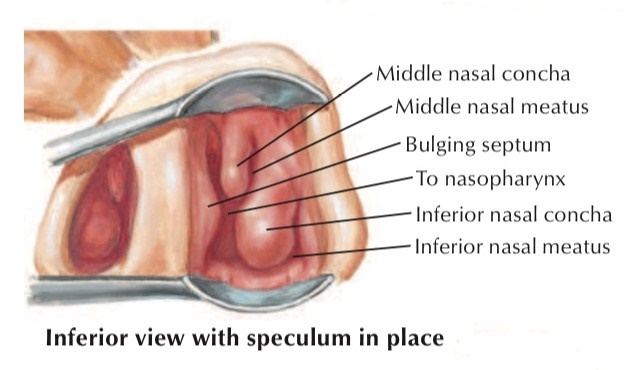 Middle nasal concha
Middle nasal meatus
Bulging septum
To nasopharynx
Inferior nasal concha
Inferior nasal meatus
Inferior view with speculum in place